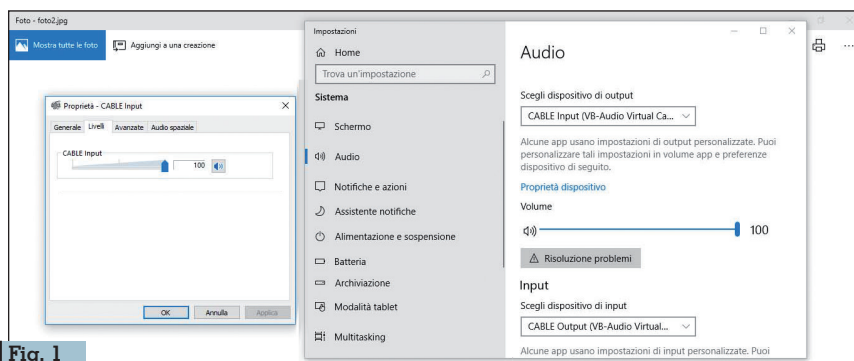 Foto - foto2.jpg
Mostra tutte le foto
Aggiungi a una creazione
Proprietà - CABLE Input
Generale Livelli Avanzate Audio spaziale
CABLE Input
100
OK Annulla Applica
Fig. 1
Impostazioni
Home
Trova un'impostazione
Sistema
Schermo
Audio
Notifiche e azioni
Assistente notifiche
Alimentazione e sospensione
Batteria
Archiviazione
Modalità tablet
Multitasking
Audio
Scegli dispositivo di output
CABLE Input (VB-Audio Virtual Ca...
Alcune app usano impostazioni di output personalizzate. Puoi
personalizzare tali impostazioni in volume app e preferenze
dispositivo di seguito.
Proprietà dispositivo
Volume
100
Risoluzione problemi
Input
Scegli dispositivo di input
CABLE Output (VB-Audio Virtual...
Alcune app usano impostazioni di input personalizzate. Puoi